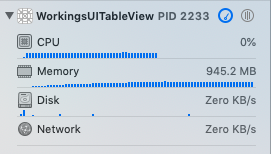 WorkingsUITableView PID 2233
CPU 0%
Memory 945.2 MB
Disk Zero KB/s
Network Zero KB/s